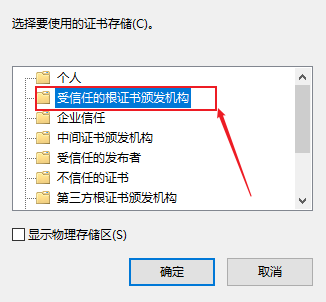 选择要使用的证书存储(C)。
个人
受信任的根证书颁发机构
企业信任
中间证书颁发机构
受信任的发布者
不信任的证书
第三方根证书颁发机构
显示物理存储区(S)
确定
取消